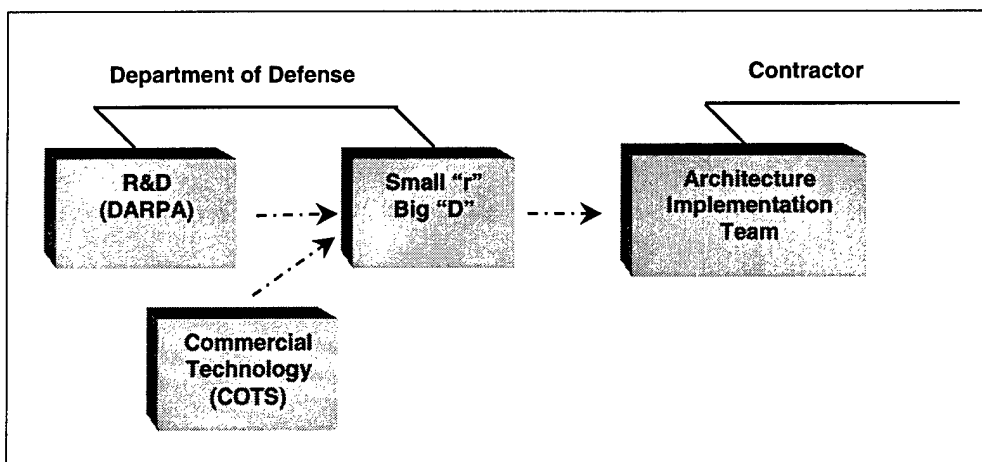 Department of Defense
Contractor
R&D
(DARPA)
Small “r”
Big “D”
Architecture
Implementation
Team
Commercial
Technology
(COTS)